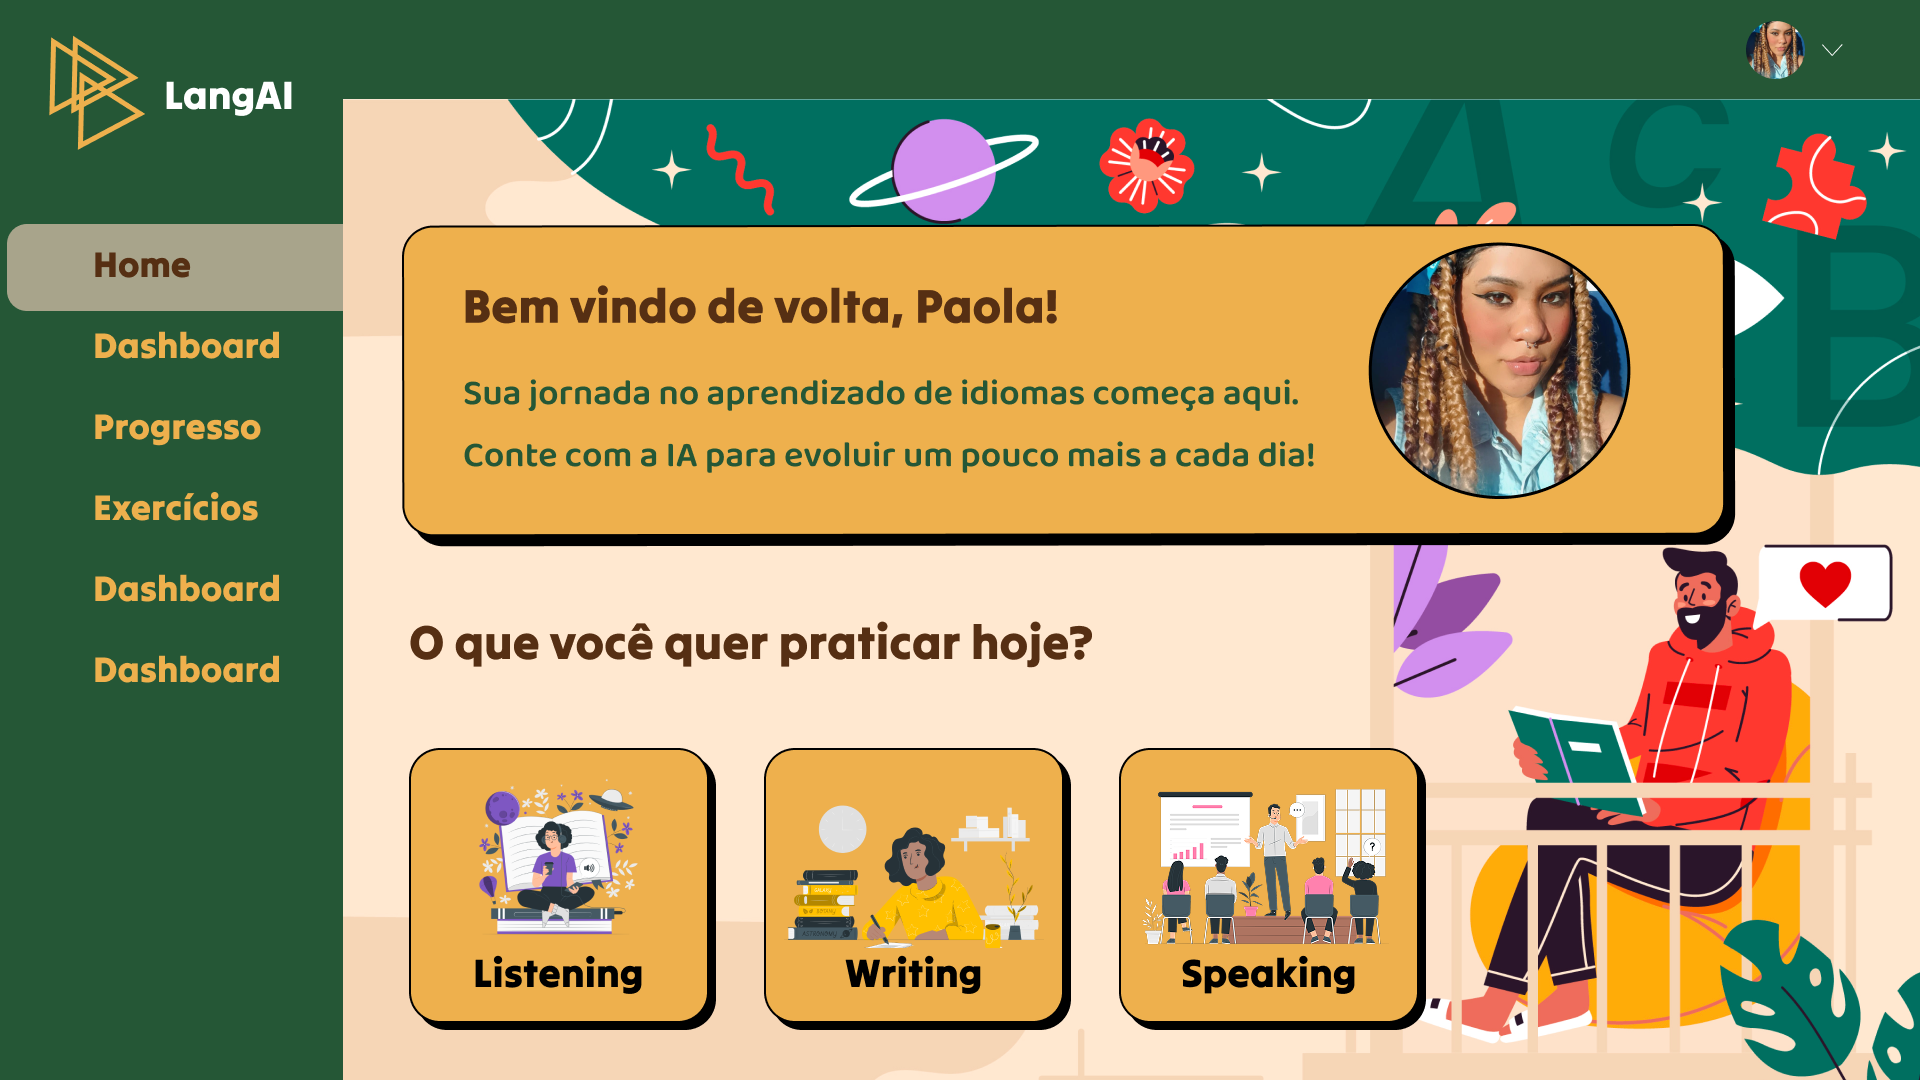 LangAI
Home
Dashboard
Progresso
Exercícios
Dashboard
Dashboard
A C
B
Bem vindo de volta, Paola!
Sua jornada no aprendizado de idiomas começa aqui.
Conte com a IA para evoluir um pouco mais a cada dia!
O que você quer praticar hoje?
?
ASTRONOMY
Listening
Writing
Speaking